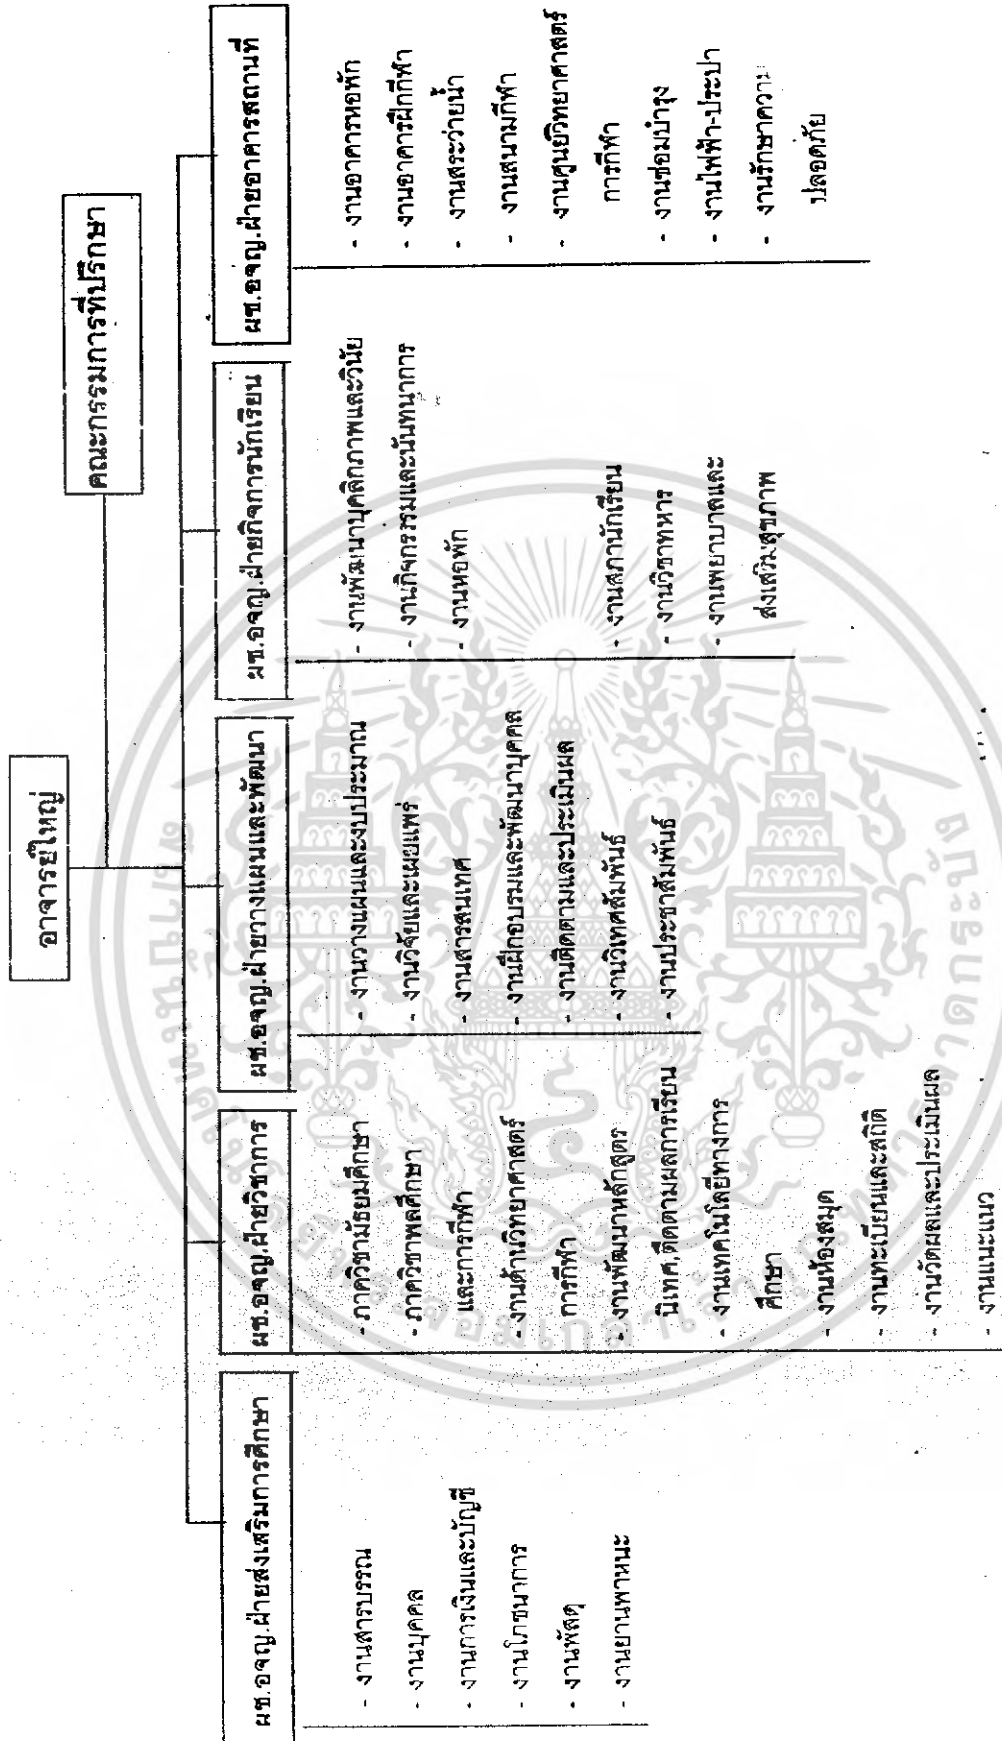 อาจารย์ใหญ่
คณะกรรมการที่ปรึกษา
ผช.อจญ.ฝ่ายส่งเสริมการศึกษา
- งานสารบรรณ
- งานบุคคล
- งานการเงินและบัญชี
- งานโภชนาการ
- งานพัสดุ
- งานยานพาหนะ
ผช.อจญ.ฝ่ายวิชาการ
- ภาควิชามัธยมศึกษา
- ภาควิชาพลศึกษา
และการกีฬา
- งานด้านวิทยาศาสตร์
การกีฬา
- งานพัฒนาหลักสูตร
นิเทศ,ติดตามผลการเรียน
- งานเทคโนโลยีทางการ
ศึกษา
- งานห้องสมุด
- งานทะเบียนและสถิติ
- งานวัดผลและประเมินผล
- งานแนะแนว
ผช.อจญ.ฝ่ายวางแผนและพัฒนา
- งานวางแผนและงบประมาณ
- งานวิจัยและเผยแพร่
- งานสารสนเทศ
- งานฝึกอบรมและพัฒนาบุคคล
- งานติดตามและประเมินผล
- งานวิเทศสัมพันธ์
- งานประชาสัมพันธ์
ผช.อจญ.ฝ่ายกิจการนักเรียน
- งานพัฒนาบุคลิกภาพและวินัย
- งานกิจกรรมและนันทนาการ
- งานหอพัก
- งานสภานักเรียน
- งานวิชาทหาร
- งานพยาบาลและ
ส่งเสริมสุขภาพ
ผช.อจญ.ฝ่ายอาคารสถานที่
- งานอาคารหอพัก
- งานอาคารฝึกกีฬา
- งานสระว่ายน้ำ
- งานสนามกีฬา
- งานศูนย์วิทยาศาสตร์
การกีฬา
- งานซ่อมบำรุง
- งานไฟฟ้า-ประปา
- งานรักษาความ
ปลอดภัย